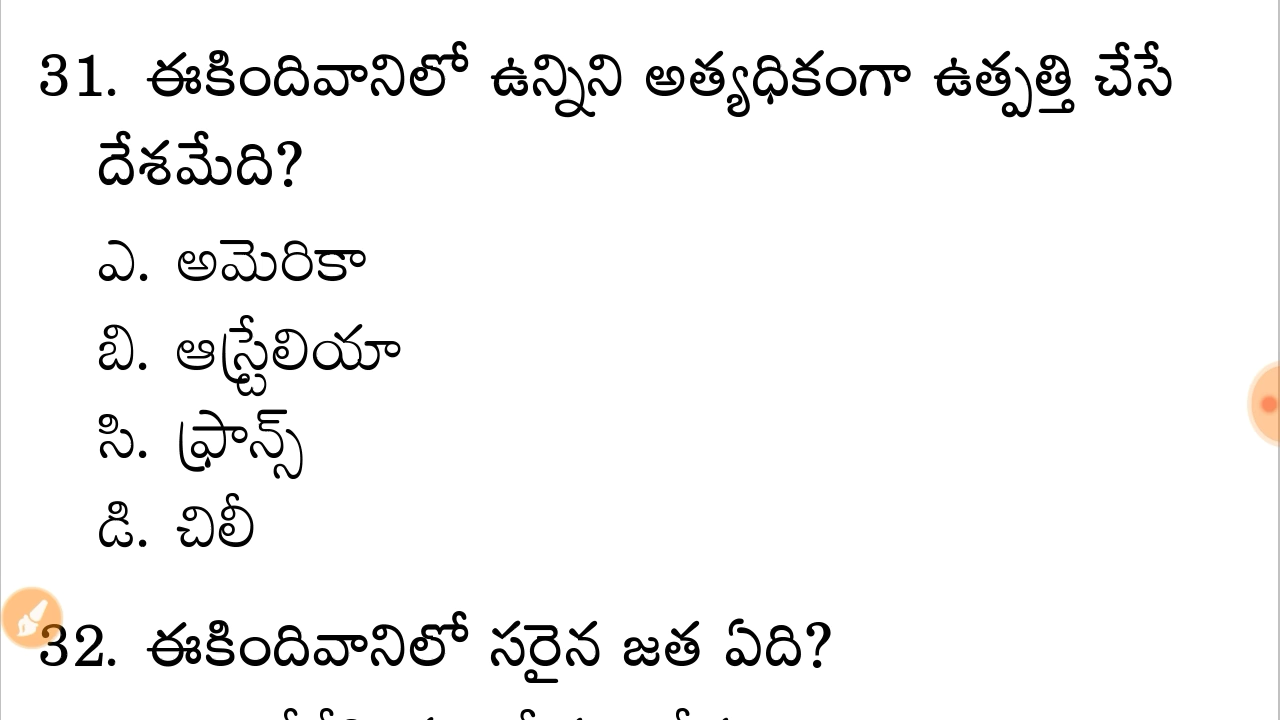 31. ఈకిందివానిలో ఉన్నిని అత్యధికంగా ఉత్పత్తి చేసే
దేశమేది?
ఎ. అమెరికా
బి. ఆస్ట్రేలియా
సి. ఫ్రాన్స్
డి. చిలీ
32. ఈకిందివానిలో సరైన జత ఏది?